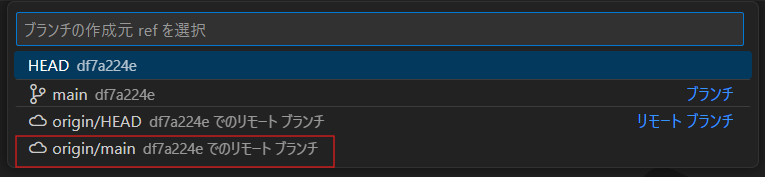 ブランチの作成元 ref を選択
HEAD df7a224e
main df7a224e ブランチ
origin/HEAD df7a224e でのリモート ブランチ リモート ブランチ
origin/main df7a224e でのリモート ブランチ